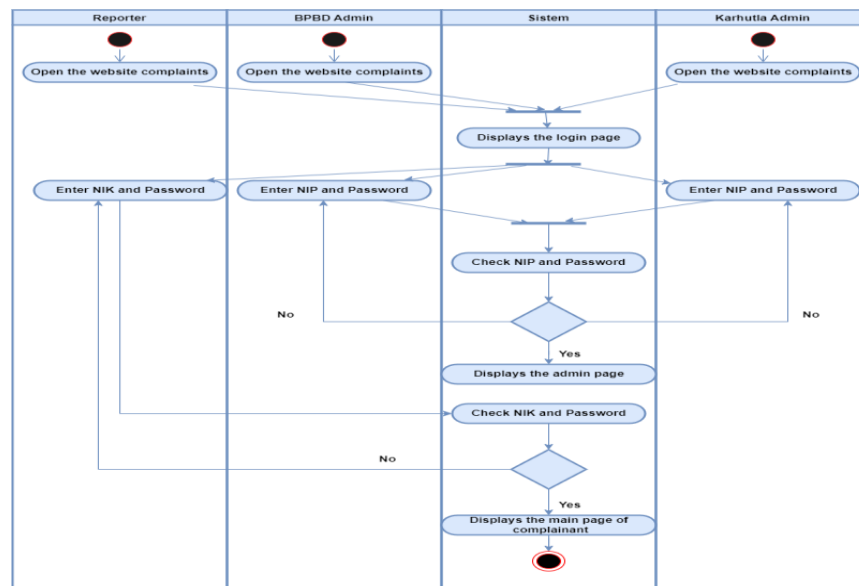 Reporter
BPBD Admin
Sistem
Karhutla Admin
Open the website complaints
Open the website complaints
Open the website complaints
Displays the login page
Enter NIK and Password
Enter NIP and Password
Enter NIP and Password
Check NIP and Password
No
No
Yes
Displays the admin page
Check NIK and Password
No
Yes
Displays the main page of
complainant